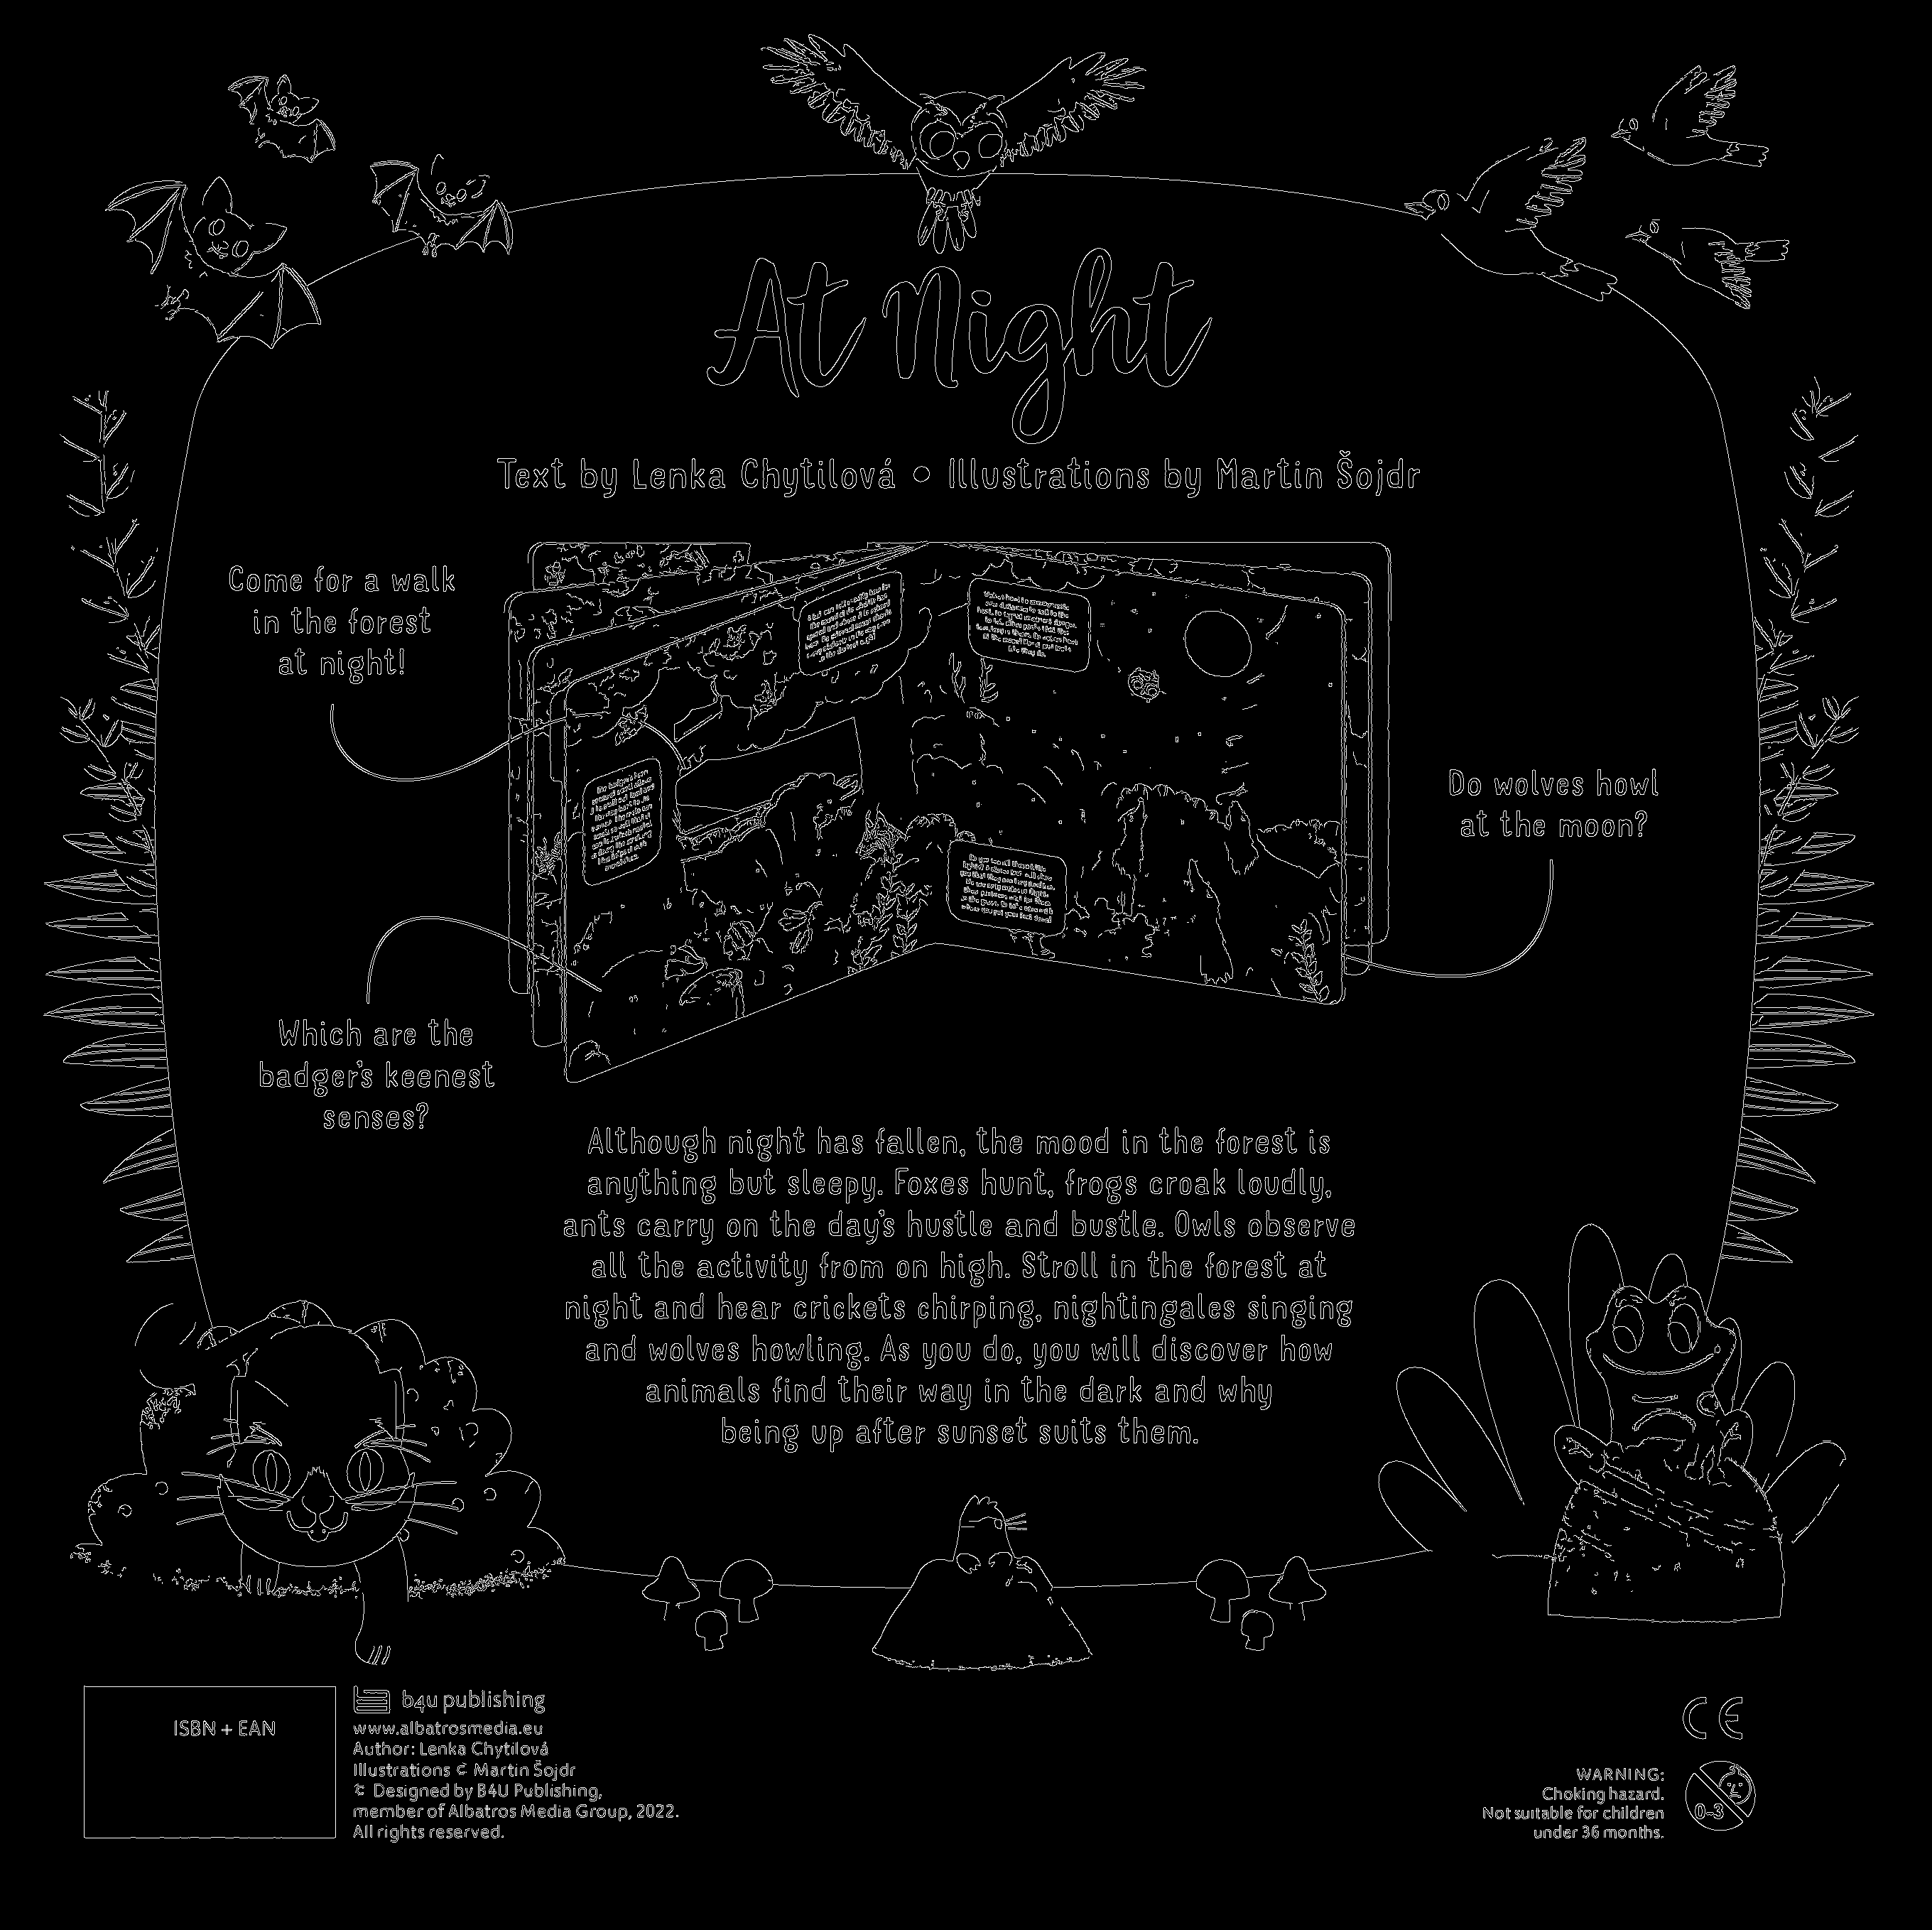 At Night
Text by Lenka Chytilová • Illustrations by Martin Šojdr
Come for a walk
in the forest
at night!
Do wolves howl
at the moon?
Which are the
badger's keenest
senses?
Although night has fallen, the mood in the forest is
anything but sleepy. Foxes hunt, frogs croak loudly,
ants carry on the day's hustle and bustle. Owls observe
all the activity from on high. Stroll in the forest at
night and hear crickets chirping, nightingales singing
and wolves howling. As you do, you will discover how
animals find their way in the dark and why
being up after sunset suits them.
ISBN + EAN
b4u publishing
www.albatrosmedia.eu
Author: Lenka Chytilová
Illustrations © Martin Šojdr
© Designed by B4U Publishing,
member of Albatros Media Group, 2022.
All rights reserved.
CE
WARNING:
Choking hazard.
Not suitable for children
under 36 months.
0-3